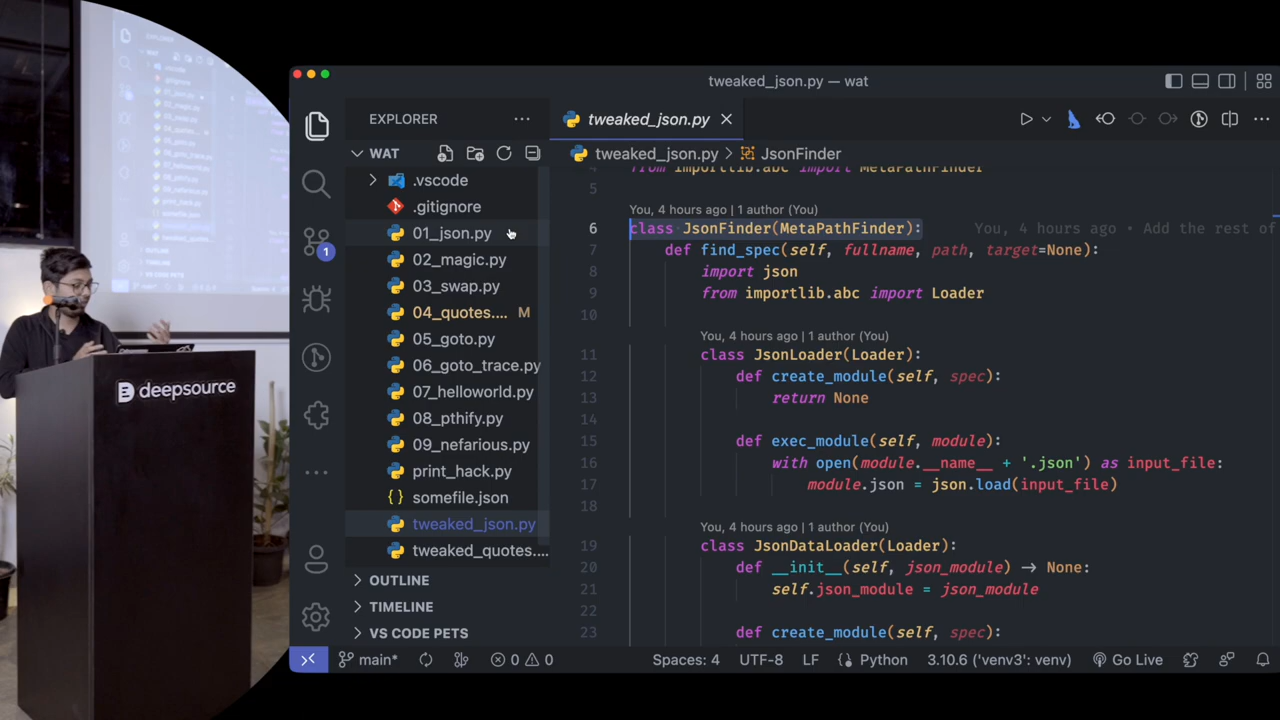 tweaked_json.py — wat
EXPLORER
WAT
.vscode
.gitignore
01_json.py
02_magic.py
03_swap.py
04_quotes.... M
05_goto.py
06_goto_trace.py
07_helloworld.py
08_pthify.py
09_nefarious.py
print_hack.py
somefile.json
tweaked_json.py
tweaked_quotes....
OUTLINE
TIMELINE
VS CODE PETS
1
tweaked_json.py
tweaked_json.py > JsonFinder
4 from importlib.abc import MetaPathFinder
5
You, 4 hours ago | 1 author (You)
6 class JsonFinder(MetaPathFinder): You, 4 hours ago • Add the rest of
7 def find_spec(self, fullname, path, target=None):
8 import json
9 from importlib.abc import Loader
10
You, 4 hours ago | 1 author (You)
11 class JsonLoader(Loader):
12 def create_module(self, spec):
13 return None
14
15 def exec_module(self, module):
16 with open(module.__name__ + '.json') as input_file:
17 module.json = json.load(input_file)
18
You, 4 hours ago | 1 author (You)
19 class JsonDataLoader(Loader):
20 def __init__(self, json_module) → None:
21 self.json_module = json_module
22
23 def create_module(self, spec):
main* 0 0 Spaces: 4 UTF-8 LF Python 3.10.6 ('venv3': venv) Go Live
deepsource